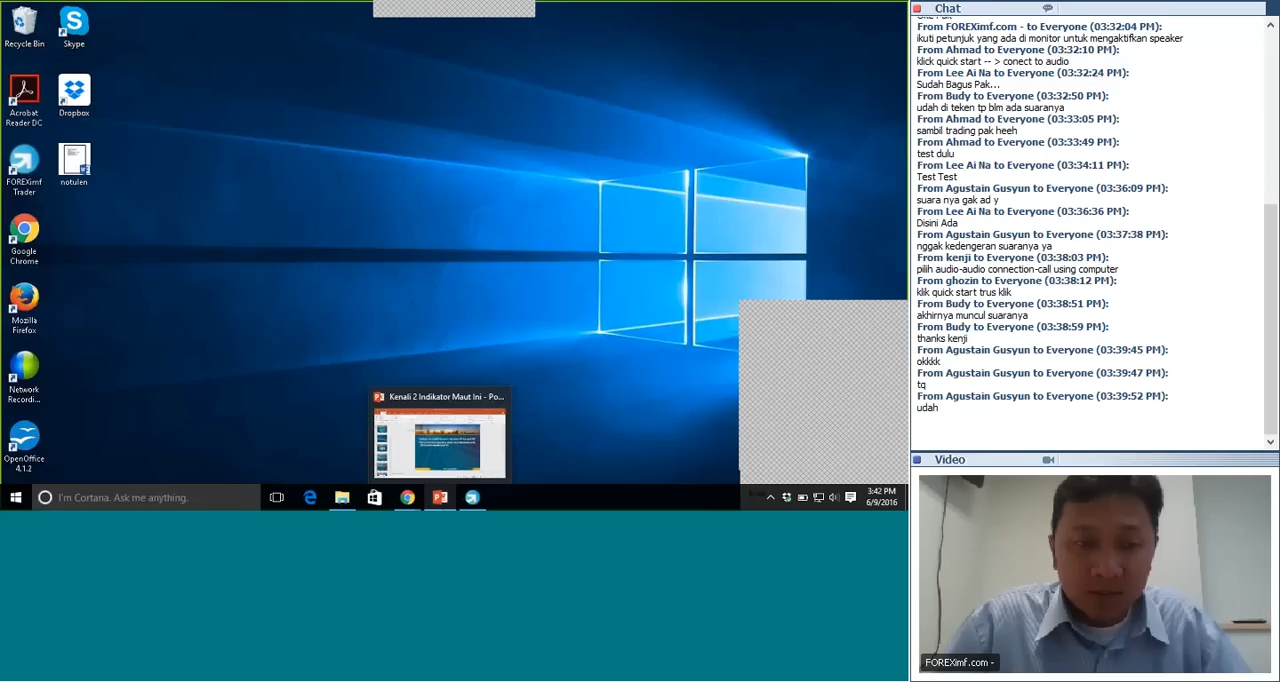 Recycle Bin
Skype
Acrobat
Reader DC
Dropbox
FOREXimf
Trader
notulen
Google
Chrome
Mozilla
Firefox
Network
Recordi...
OpenOffice
4.1.2
Kenali 2 Indikator Maut Ini - Po...
I'm Cortana. Ask me anything.
3:42 PM
6/9/2016
Chat
From FOREXimf.com - to Everyone (03:32:04 PM):
ikuti petunjuk yang ada di monitor untuk mengaktifkan speaker
From Ahmad to Everyone (03:32:10 PM):
klick quick start -- > conect to audio
From Lee Ai Na to Everyone (03:32:24 PM):
Sudah Bagus Pak...
From Budy to Everyone (03:32:50 PM):
udah di teken tp blm ada suaranya
From Ahmad to Everyone (03:33:05 PM):
sambil trading pak heeh
From Ahmad to Everyone (03:33:49 PM):
test dulu
From Lee Ai Na to Everyone (03:34:11 PM):
Test Test
From Agustain Gusyun to Everyone (03:36:09 PM):
suara nya gak ad y
From Lee Ai Na to Everyone (03:36:36 PM):
Disini Ada
From Agustain Gusyun to Everyone (03:37:38 PM):
nggak kedengeran suaranya ya
From kenji to Everyone (03:38:03 PM):
pilih audio-audio connection-call using computer
From ghozin to Everyone (03:38:12 PM):
klik quick start trus klik
From Budy to Everyone (03:38:51 PM):
akhirnya muncul suaranya
From Budy to Everyone (03:38:59 PM):
thanks kenji
From Agustain Gusyun to Everyone (03:39:45 PM):
okkkk
From Agustain Gusyun to Everyone (03:39:47 PM):
tq
From Agustain Gusyun to Everyone (03:39:52 PM):
udah
Video
FOREXimf.com -